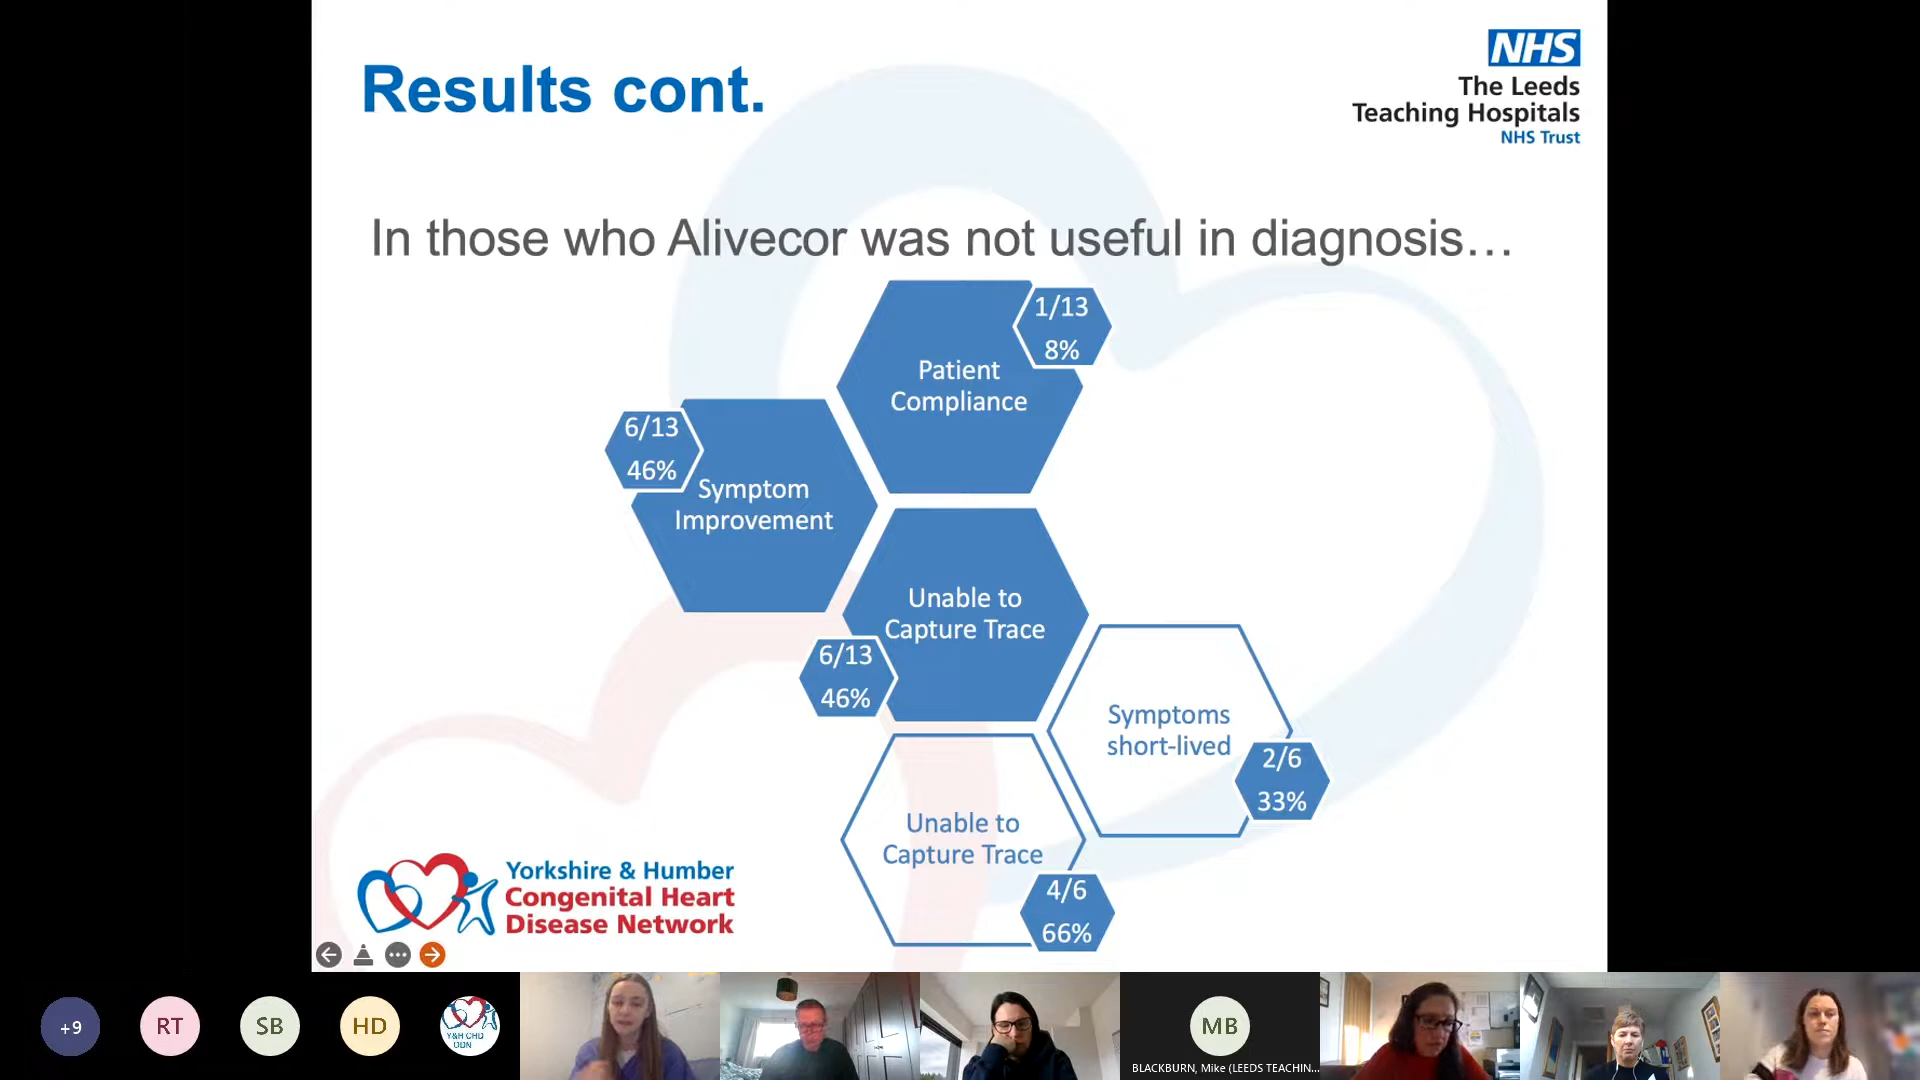 Results cont.
NHS
The Leeds
Teaching Hospitals
NHS Trust
In those who Alivecor was not useful in diagnosis…
1/13
8%
Patient
Compliance
6/13
46%
Symptom
Improvement
Unable to
Capture Trace
6/13
46%
Symptoms
short-lived
2/6
33%
Unable to
Capture Trace
4/6
66%
Yorkshire & Humber
Congenital Heart
Disease Network
+9
RT
SB
HD
Y&H CHD
ODN
MB
BLACKBURN, Mike (LEEDS TEACHIN...